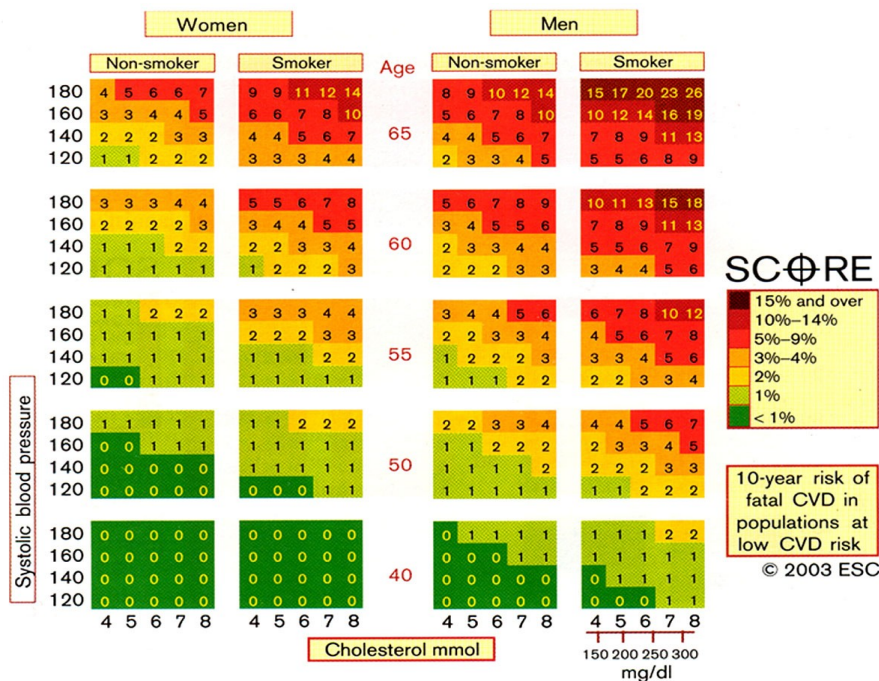 Women Men
Non-smoker Smoker Age Non-smoker Smoker
180 4 5 6 6 7 9 9 11 12 14 8 9 10 12 14 15 17 20 23 26
160 3 3 4 4 5 6 6 7 8 10 5 6 7 8 10 10 12 14 16 19
65
140 2 2 2 3 3 4 4 5 6 7 4 4 5 6 7 7 8 9 11 13
120 1 1 2 2 2 3 3 3 4 4 2 3 3 4 5 5 5 6 8 9
180 3 3 3 4 4 5 5 6 7 8 5 6 7 8 9 10 11 13 15 18
160 2 2 2 2 3 3 4 4 5 5 3 4 5 5 6 7 8 9 11 13
60
140 1 1 1 2 2 2 2 3 3 4 2 3 3 4 4 5 5 6 7 9
120 1 1 1 1 1 1 2 2 2 3 2 2 2 3 3 3 4 4 5 6
180 1 1 2 2 2 3 3 3 4 4 3 4 4 5 6 6 7 8 10 12
160 1 1 1 1 1 2 2 2 3 3 2 2 3 3 4 4 5 6 7 8
55
140 1 1 1 1 1 1 1 1 2 2 1 2 2 2 3 3 3 4 5 6
120 0 0 1 1 1 1 1 1 1 1 1 1 1 2 2 2 2 3 3 4
180 1 1 1 1 1 1 1 2 2 2 2 2 3 3 4 4 4 5 6 7
160 0 0 1 1 1 1 1 1 1 1 1 1 2 2 2 2 3 3 4 5
50
140 0 0 0 0 0 1 1 1 1 1 1 1 1 1 2 2 2 2 3 3
120 0 0 0 0 0 0 0 0 1 1 1 1 1 1 1 1 1 2 2 2
180 0 0 0 0 0 0 0 0 0 0 0 1 1 1 1 1 1 1 2 2
160 0 0 0 0 0 0 0 0 0 0 0 0 0 1 1 1 1 1 1 1
40
140 0 0 0 0 0 0 0 0 0 0 0 0 0 0 0 0 1 1 1 1
120 0 0 0 0 0 0 0 0 0 0 0 0 0 0 0 0 0 0 1 1
4 5 6 7 8 4 5 6 7 8 4 5 6 7 8 4 5 6 7 8
Cholesterol mmol
150 200 250 300
mg/dl
Systolic blood pressure
SCORE
15% and over
10%–14%
5%–9%
3%–4%
2%
1%
< 1%
10-year risk of
fatal CVD in
populations at
low CVD risk
© 2003 ESC